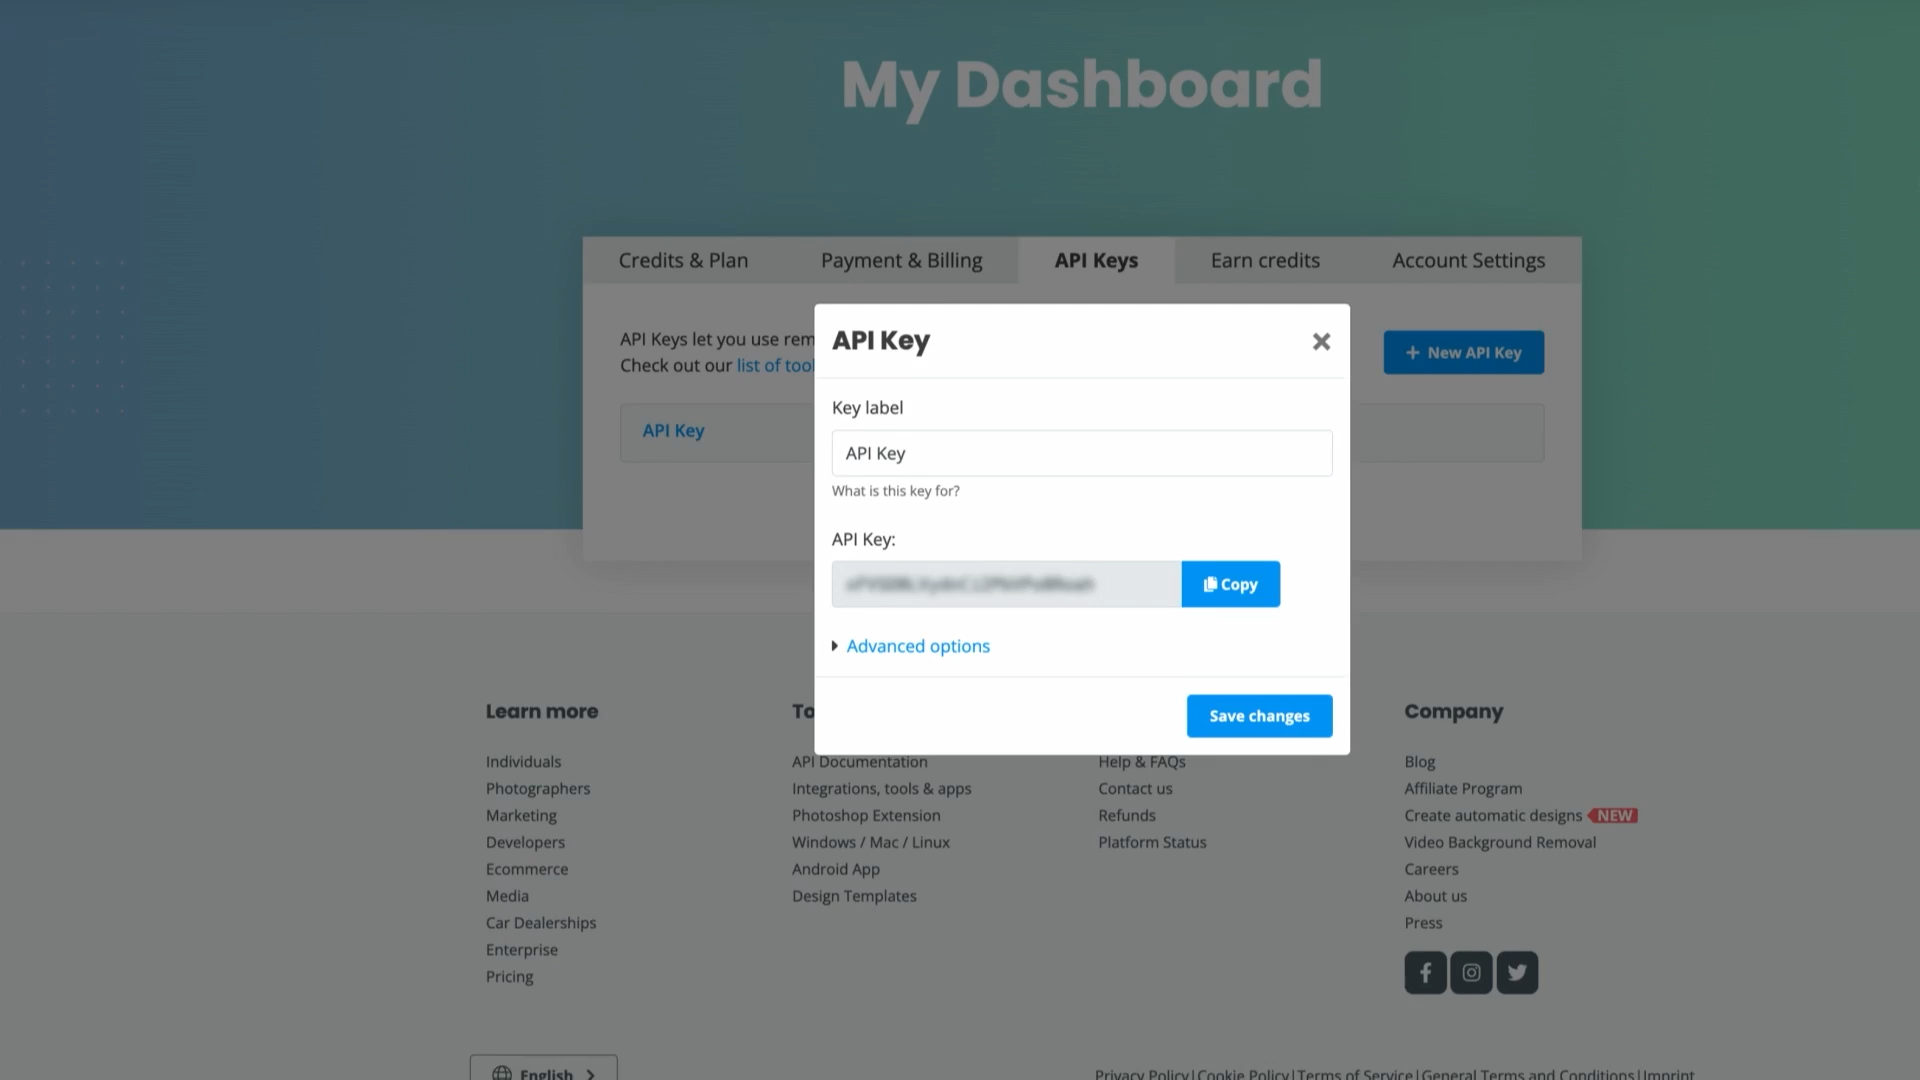 My Dashboard
Credits & Plan
Payment & Billing
API Keys
Earn credits
Account Settings
API Keys let you use rem
Check out our list of tool
New API Key
API Key
API Key
Key label
API Key
What is this key for?
API Key:
Copy
Advanced options
Save changes
Learn more
Individuals
Photographers
Marketing
Developers
Ecommerce
Media
Car Dealerships
Enterprise
Pricing
To
API Documentation
Integrations, tools & apps
Photoshop Extension
Windows / Mac / Linux
Android App
Design Templates
Help & FAQs
Contact us
Refunds
Platform Status
Company
Blog
Affiliate Program
Create automatic designs NEW
Video Background Removal
Careers
About us
Press
English
Privacy Policy|Cookie Policy|Terms of Service|General Terms and Conditions|Imprint